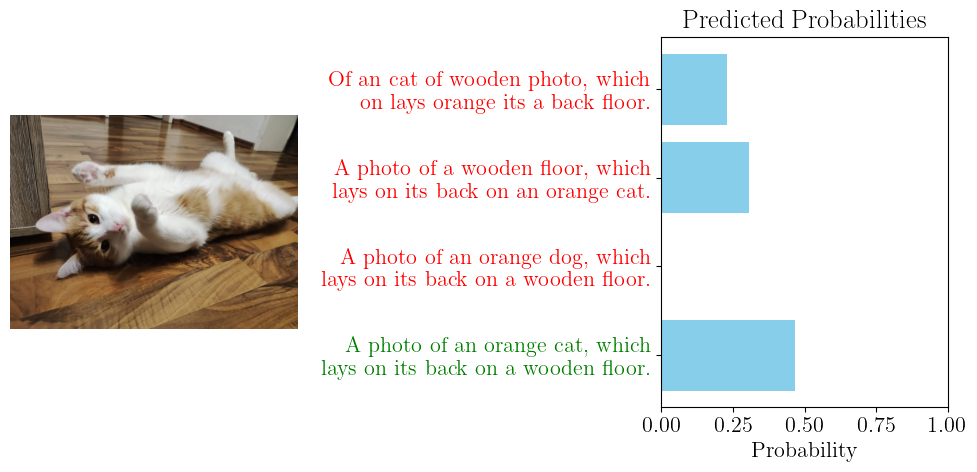 Predicted Probabilities
Of an cat of wooden photo, which
on lays orange its a back floor.
A photo of a wooden floor, which
lays on its back on an orange cat.
A photo of an orange dog, which
lays on its back on a wooden floor.
A photo of an orange cat, which
lays on its back on a wooden floor.
0.00 0.25 0.50 0.75 1.00
Probability